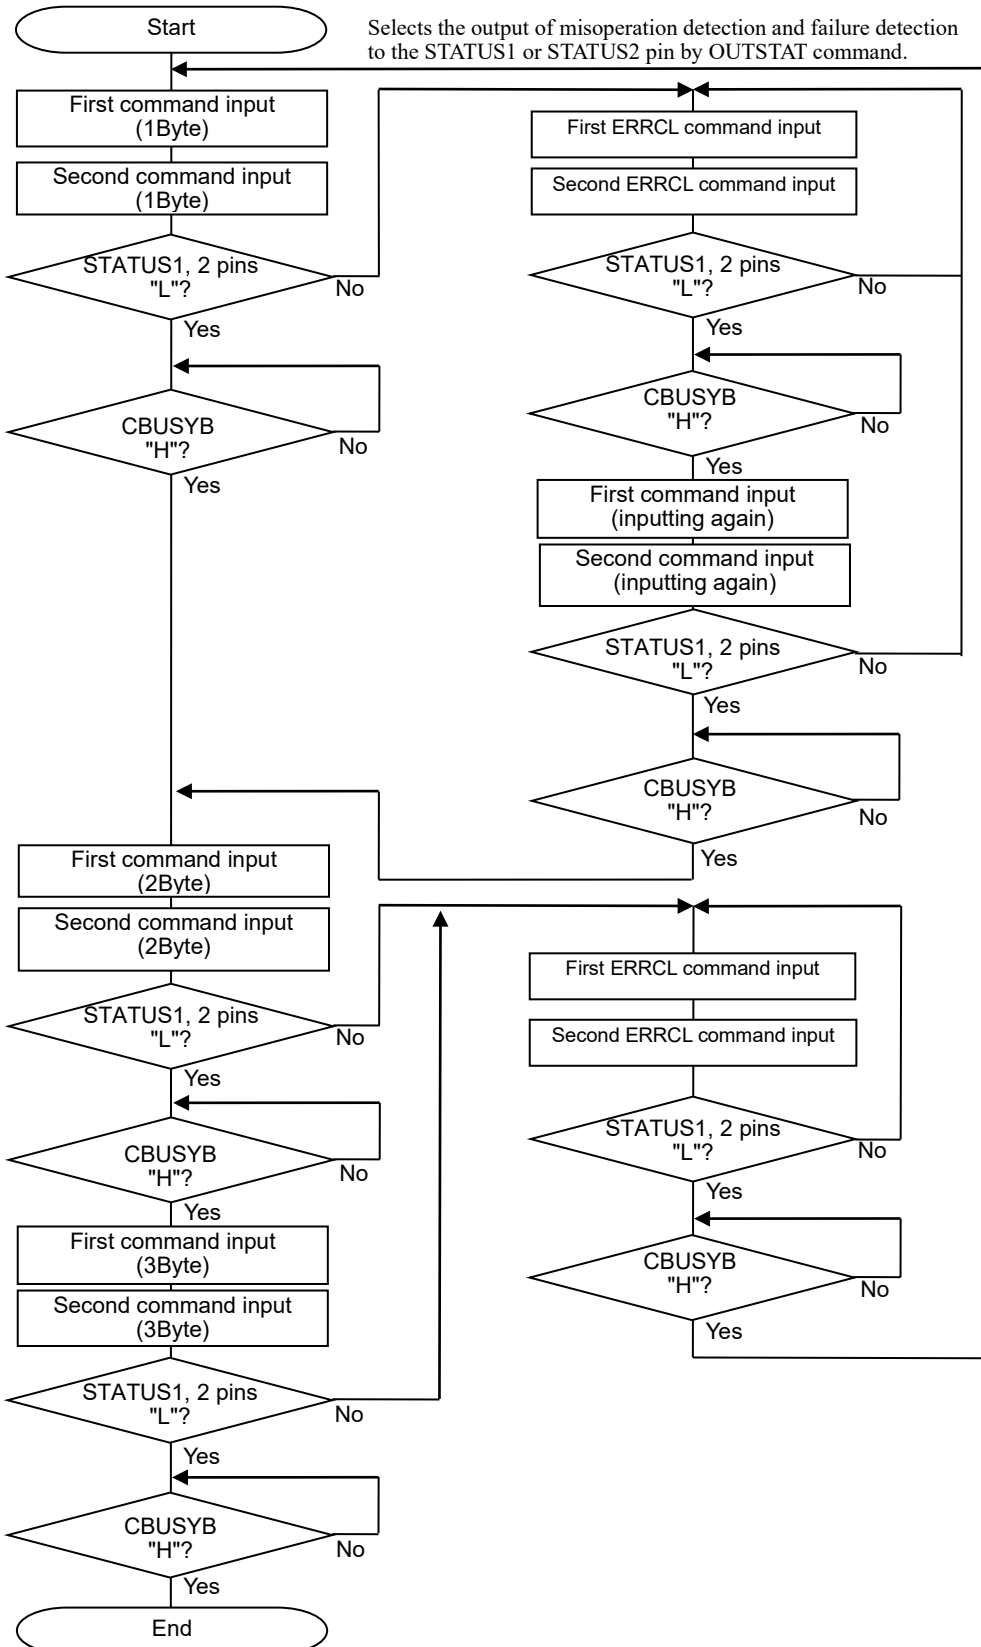 Start
Selects the output of misoperation detection and failure detection
to the STATUS1 or STATUS2 pin by OUTSTAT command.
First command input
(1Byte)
Second command input
(1Byte)
STATUS1, 2 pins
"L"?
No
Yes
CBUSYB
"H"?
No
Yes
First ERRCL command input
Second ERRCL command input
STATUS1, 2 pins
"L"?
No
Yes
CBUSYB
"H"?
No
Yes
First command input
(inputting again)
Second command input
(inputting again)
STATUS1, 2 pins
"L"?
No
Yes
CBUSYB
"H"?
No
Yes
First command input
(2Byte)
Second command input
(2Byte)
STATUS1, 2 pins
"L"?
No
Yes
CBUSYB
"H"?
No
Yes
First command input
(3Byte)
Second command input
(3Byte)
STATUS1, 2 pins
"L"?
No
Yes
CBUSYB
"H"?
No
Yes
End
First ERRCL command input
Second ERRCL command input
STATUS1, 2 pins
"L"?
No
Yes
CBUSYB
"H"?
No
Yes